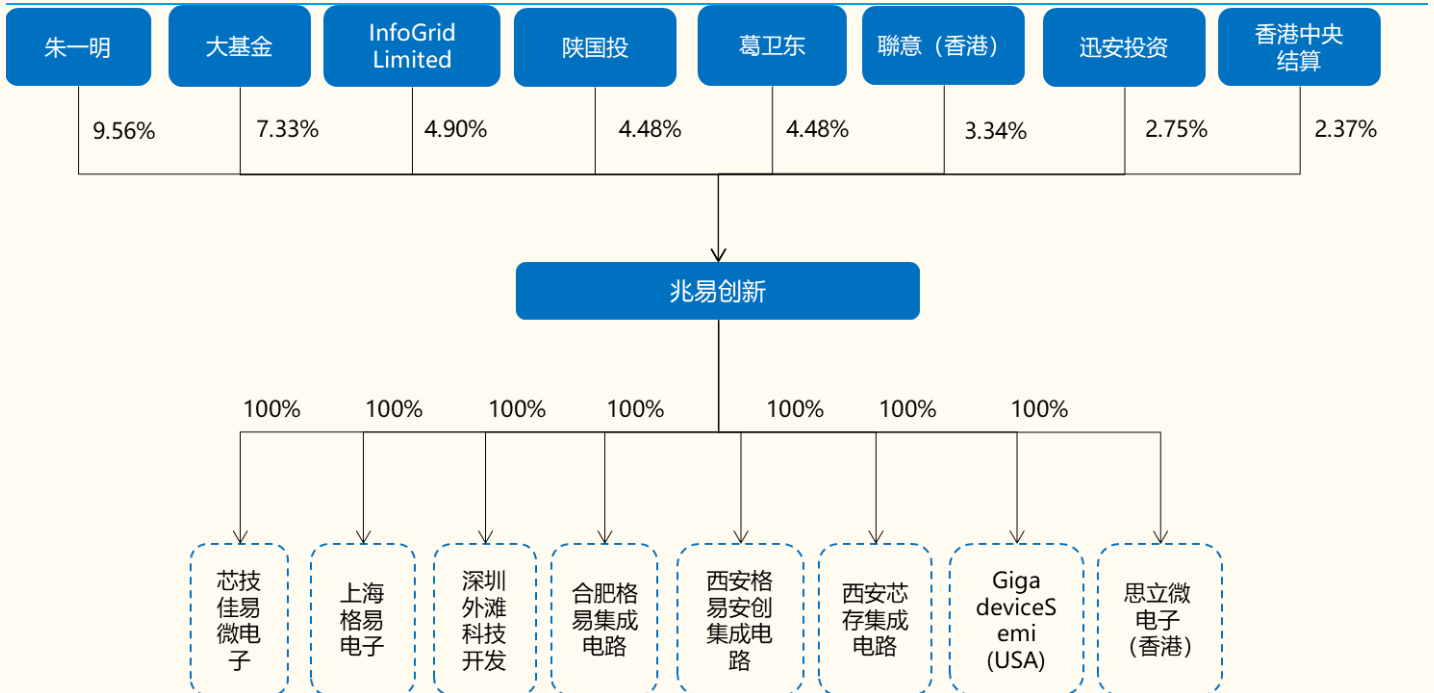 朱一明
大基金
InfoGrid
Limited
陕国投
葛卫东
聯意（香港）
迅安投资
香港中央
结算
9.56%
7.33%
4.90%
4.48%
4.48%
3.34%
2.75%
2.37%
兆易创新
100%
100%
100%
100%
100%
100%
100%
芯技
佳易
微电
子
上海
格易
电子
深圳
外滩
科技
开发
合肥格
易集成
电路
西安格
易安创
集成电
路
西安芯
存集成
电路
Giga
deviceS
emi
(USA)
思立微
电子
（香港）